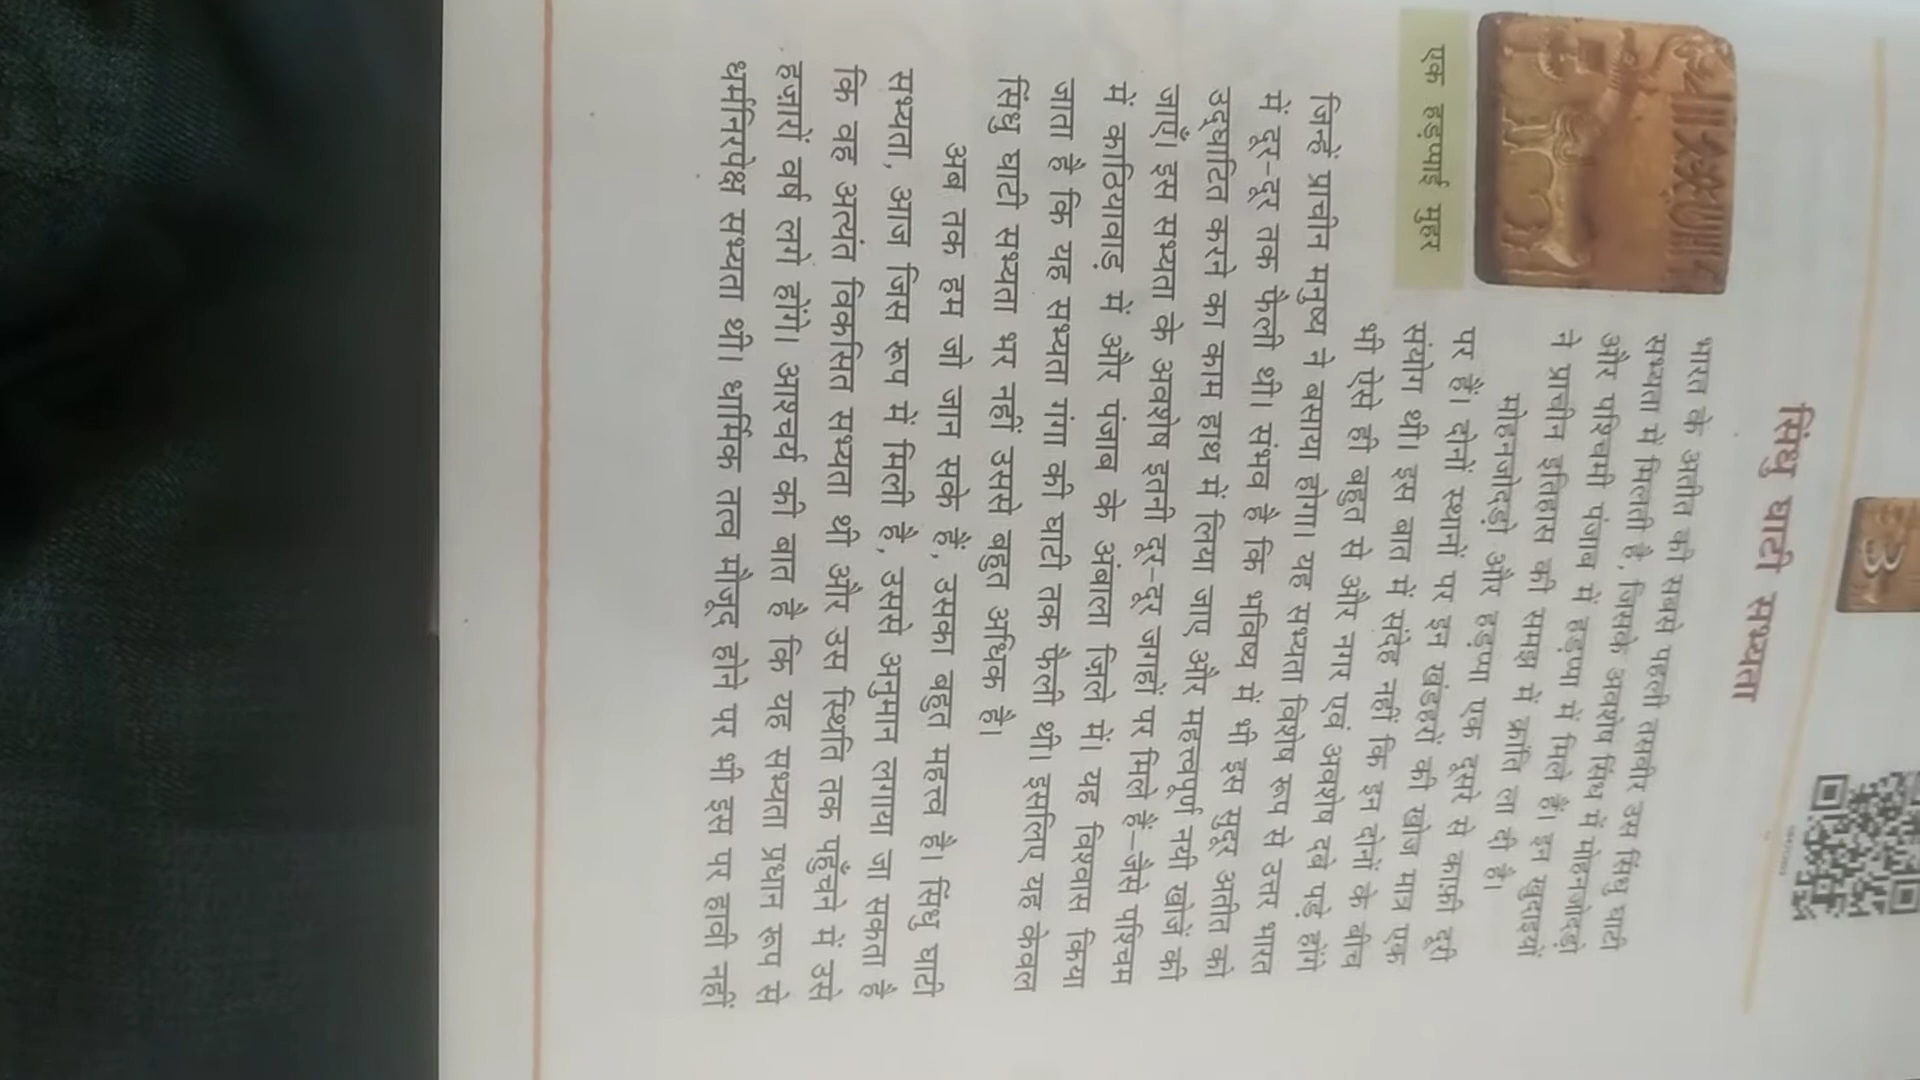 3
सिंधु घाटी सभ्यता
भारत के अतीत की सबसे पहली तसवीर उस सिंधु घाटी
सभ्यता में मिलती है, जिसके अवशेष सिंध में मोहनजोदड़ो
और पश्चिमी पंजाब में हड़प्पा में मिले हैं। इन खुदाइयों
ने प्राचीन इतिहास की समझ में क्रांति ला दी है।
मोहनजोदड़ो और हड़प्पा एक दूसरे से काफ़ी दूरी
पर हैं। दोनों स्थानों पर इन खंडहरों की खोज मात्र एक
संयोग थी। इस बात में संदेह नहीं कि इन दोनों के बीच
भी ऐसे ही बहुत से और नगर एवं अवशेष दबे पड़े होंगे
एक हड़प्पाई मुहर
जिन्हें प्राचीन मनुष्य ने बसाया होगा। यह सभ्यता विशेष रूप से उत्तर भारत
में दूर-दूर तक फैली थी। संभव है कि भविष्य में भी इस सुदूर अतीत को
उद्घाटित करने का काम हाथ में लिया जाए और महत्त्वपूर्ण नयी खोजें की
जाएँ। इस सभ्यता के अवशेष इतनी दूर-दूर जगहों पर मिले हैं—जैसे पश्चिम
में काठियावाड़ में और पंजाब के अंबाला ज़िले में। यह विश्वास किया
जाता है कि यह सभ्यता गंगा की घाटी तक फैली थी। इसलिए यह केवल
सिंधु घाटी सभ्यता भर नहीं उससे बहुत अधिक है।
अब तक हम जो जान सके हैं, उसका बहुत महत्त्व है। सिंधु घाटी
सभ्यता, आज जिस रूप में मिली है, उससे अनुमान लगाया जा सकता है
कि वह अत्यंत विकसित सभ्यता थी और उस स्थिति तक पहुँचने में उसे
हज़ारों वर्ष लगे होंगे। आश्चर्य की बात है कि यह सभ्यता प्रधान रूप से
धर्मनिरपेक्ष सभ्यता थी। धार्मिक तत्व मौजूद होने पर भी इस पर हावी नहीं